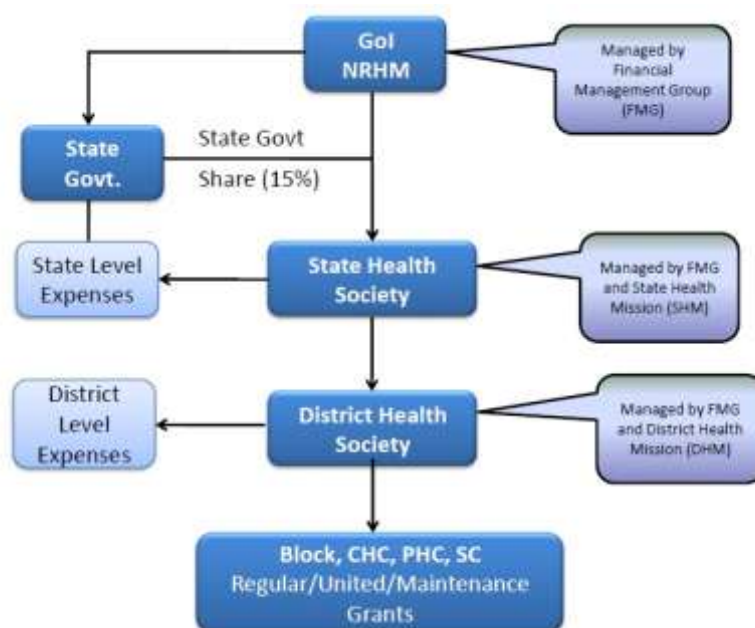 GoI
NRHM
Managed by
Financial
Management Group
(FMG)
State
Govt.
State Govt
Share (15%)
State Level
Expenses
State Health
Society
Managed by FMG
and State Health
Mission (SHM)
District
Level
Expenses
District Health
Society
Managed by FMG
and District Health
Mission (DHM)
Block, CHC, PHC, SC
Regular/United/Maintenance
Grants